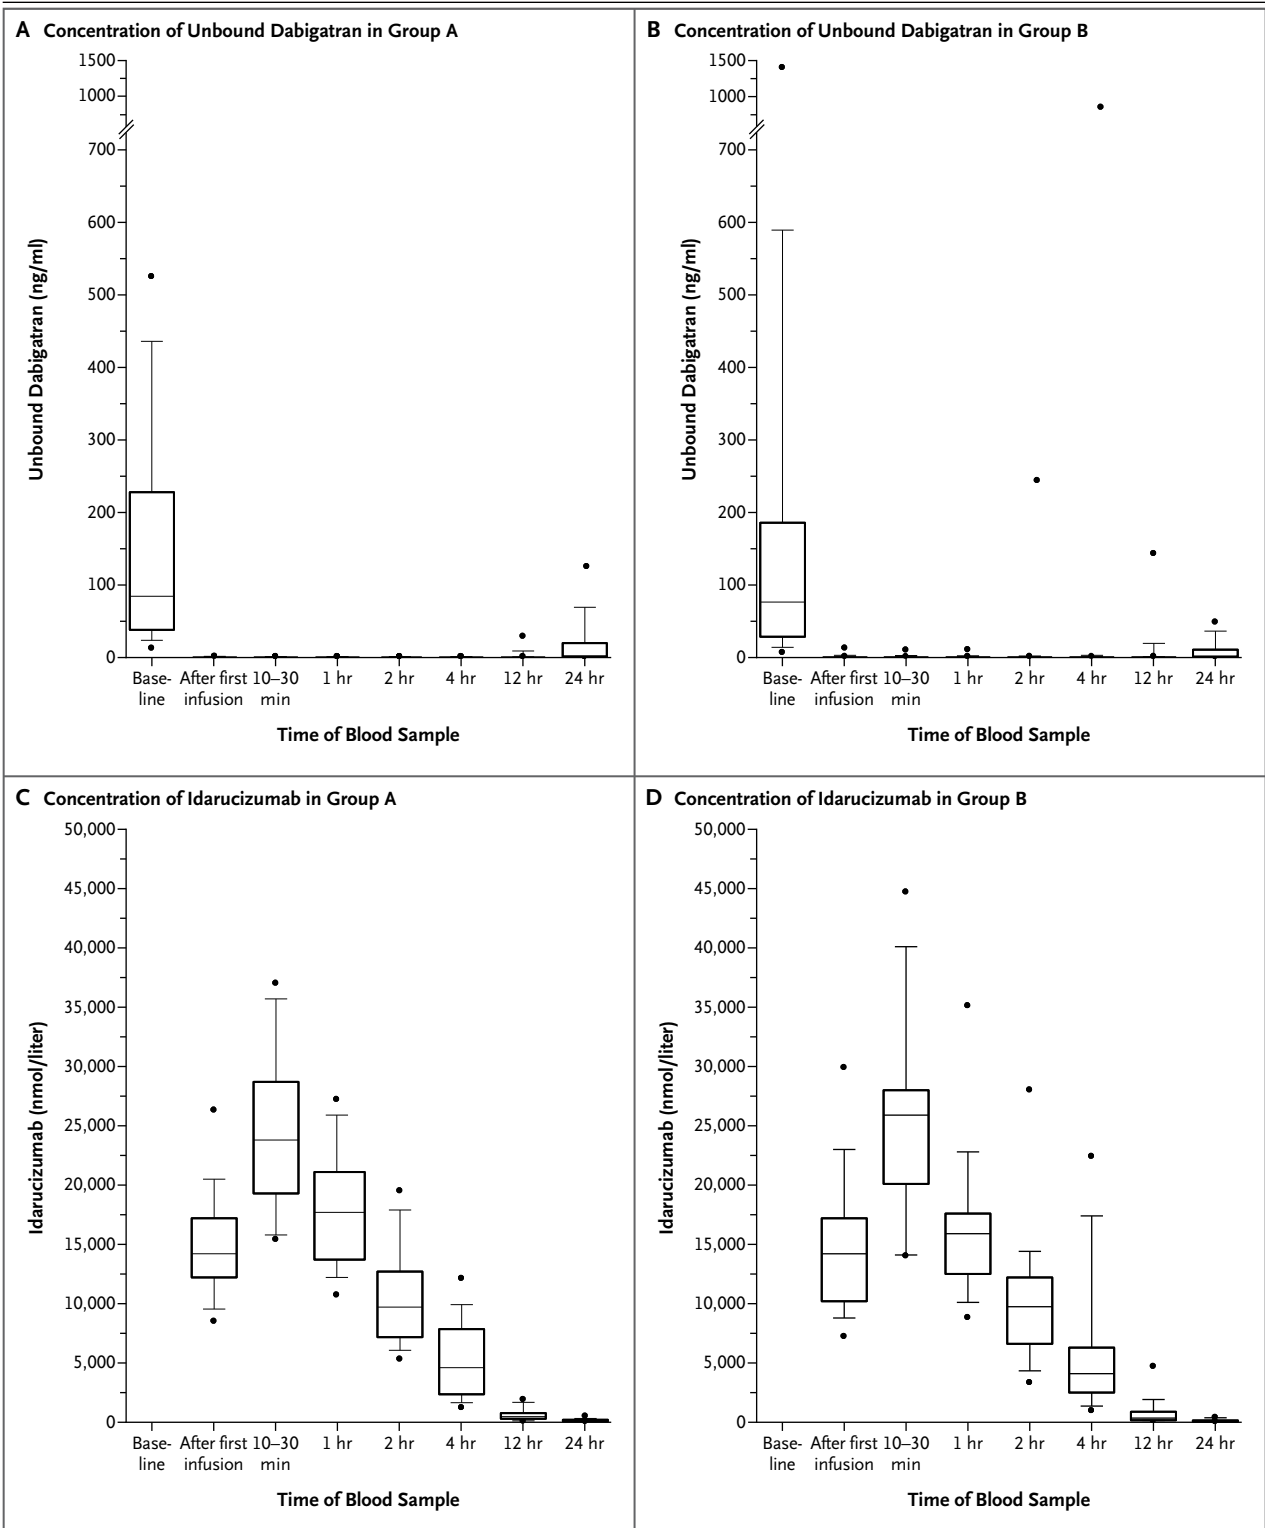 A Concentration of Unbound Dabigatran in Group A
1500
1000
700
600
500
400
300
200
100
0
Unbound Dabigatran (ng/ml)
Base-
line
After first
infusion
10–30
min
1 hr
2 hr
4 hr
12 hr
24 hr
Time of Blood Sample
B Concentration of Unbound Dabigatran in Group B
1500
1000
700
600
500
400
300
200
100
0
Unbound Dabigatran (ng/ml)
Base-
line
After first
infusion
10–30
min
1 hr
2 hr
4 hr
12 hr
24 hr
Time of Blood Sample
C Concentration of Idarucizumab in Group A
50,000
45,000
40,000
35,000
30,000
25,000
20,000
15,000
10,000
5,000
0
Idarucizumab (nmol/liter)
Base-
line
After first
infusion
10–30
min
1 hr
2 hr
4 hr
12 hr
24 hr
Time of Blood Sample
D Concentration of Idarucizumab in Group B
50,000
45,000
40,000
35,000
30,000
25,000
20,000
15,000
10,000
5,000
0
Idarucizumab (nmol/liter)
Base-
line
After first
infusion
10–30
min
1 hr
2 hr
4 hr
12 hr
24 hr
Time of Blood Sample